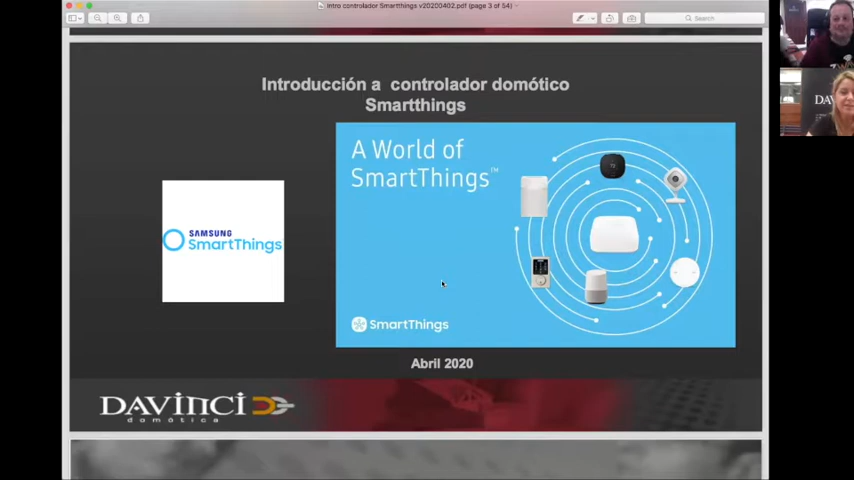 Intro controlador Smartthings v20200402.pdf (page 3 of 54)
Search
Introducción a controlador domótico
Smartthings
A World of
SmartThings™
SAMSUNG
SmartThings
SmartThings
Abril 2020
DAVINCI
domótica
DAV